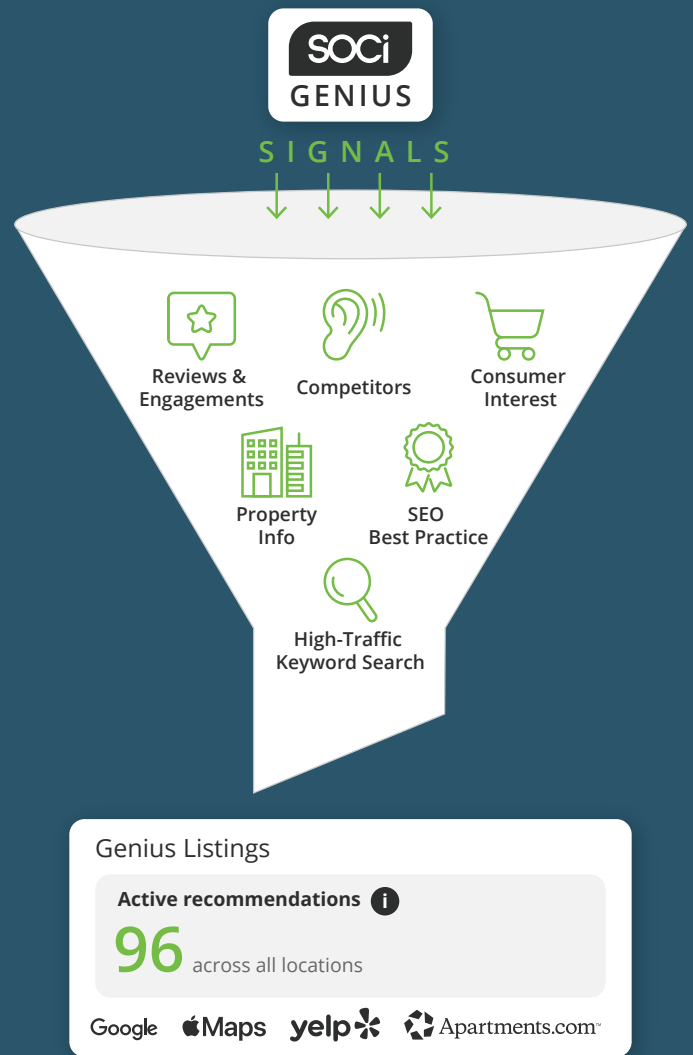 SOCi
GENIUS
SIGNALS
Reviews &
Engagements
Competitors
Consumer
Interest
Property
Info
SEO
Best Practice
High-Traffic
Keyword Search
Genius Listings
Active recommendations i
96 across all locations
Google Maps yelp Apartments.com™